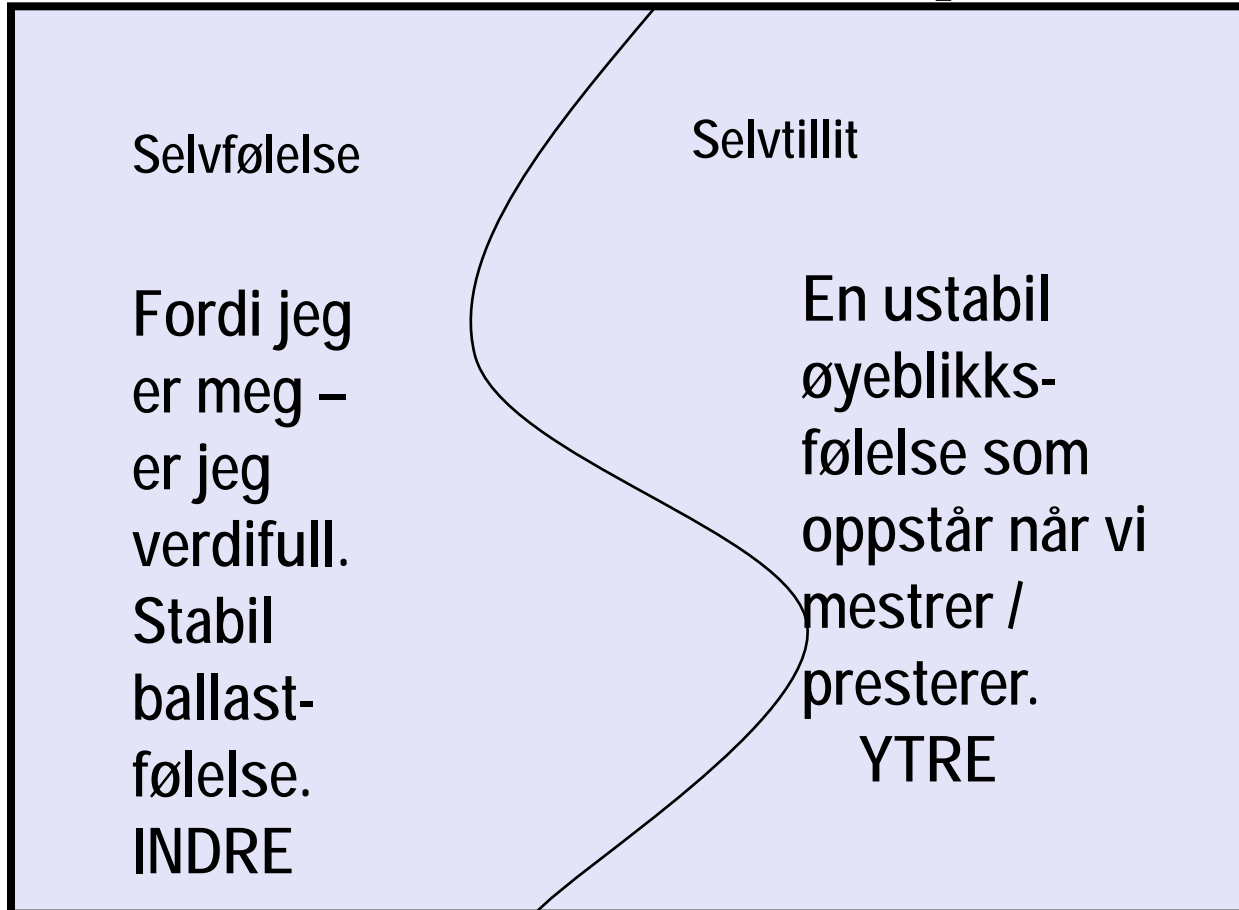 Selvfølelse
Fordi jeg
er meg –
er jeg
verdifull.
Stabil
ballast-
følelse.
INDRE
Selvtillit
En ustabil
øyeblikks-
følelse som
oppstår når vi
mestrer /
presterer.
YTRE